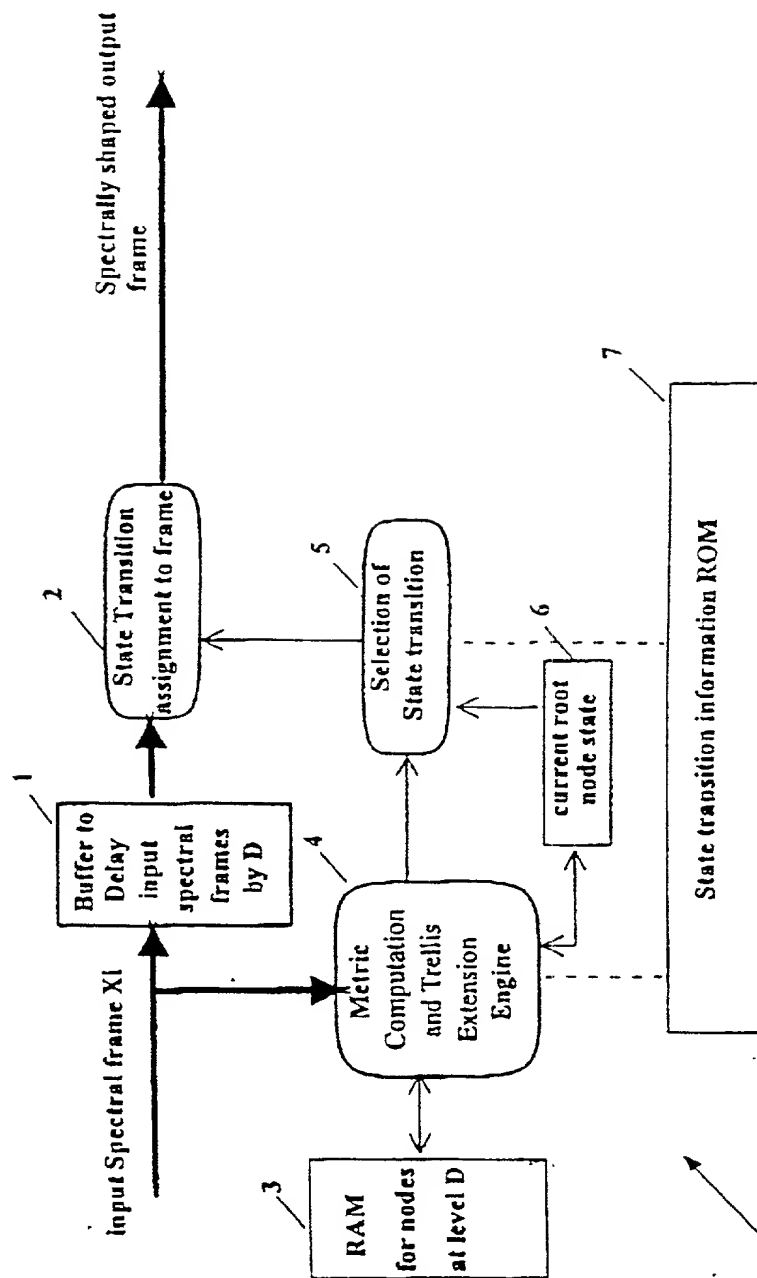 Spectrally shaped output
frame
2
State Transition
assignment to frame
1
Buffer to
Delay
input
spectral
frames
by D
input Spectral frame Xl
5
Selection of
State transition
4
Metric
Computation
and Trellis
Extension
Engine
6
current root
node state
3
RAM
for nodes
at level D
7
State transition information ROM